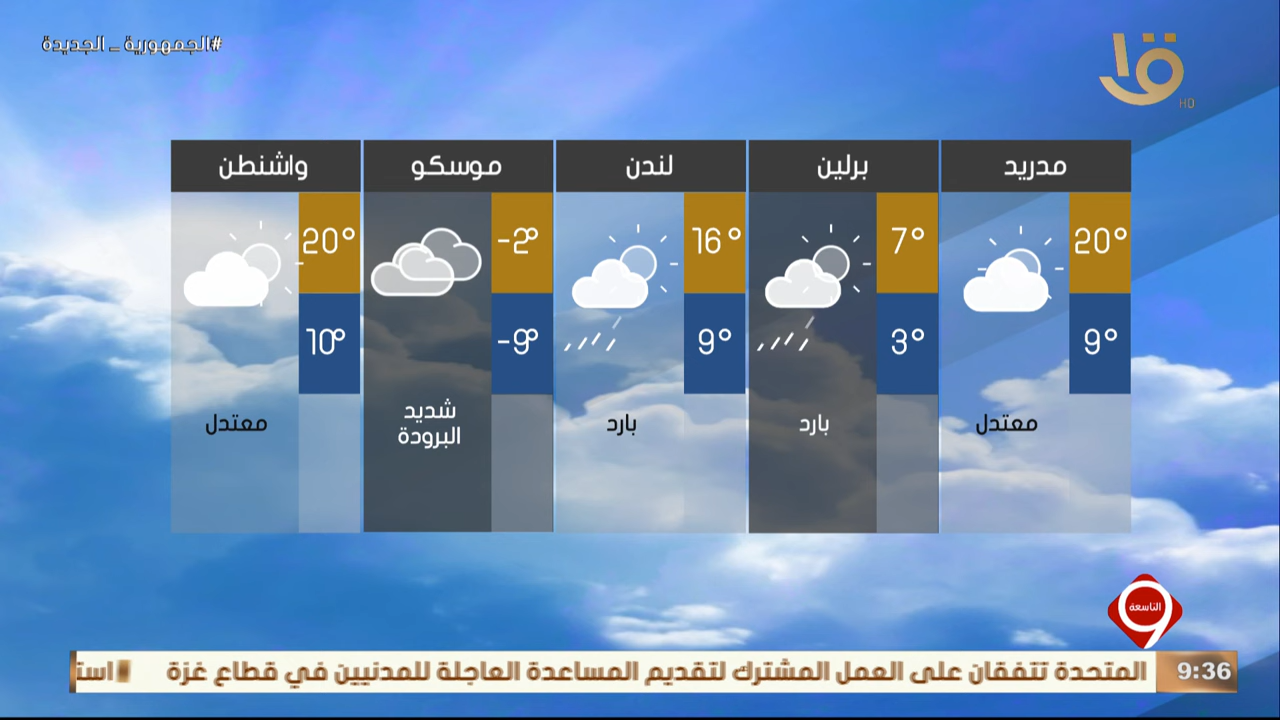 #الجمهورية_الجديدة
HD
مدريد
20°
9°
معتدل
برلين
7°
3°
بارد
لندن
16°
9°
بارد
موسكو
-2°
-9°
شديد
البرودة
واشنطن
20°
10°
معتدل
التاسعة
9
9:36
المتحدة تتفقان على العمل المشترك لتقديم المساعدة العاجلة للمدنيين في قطاع غزة